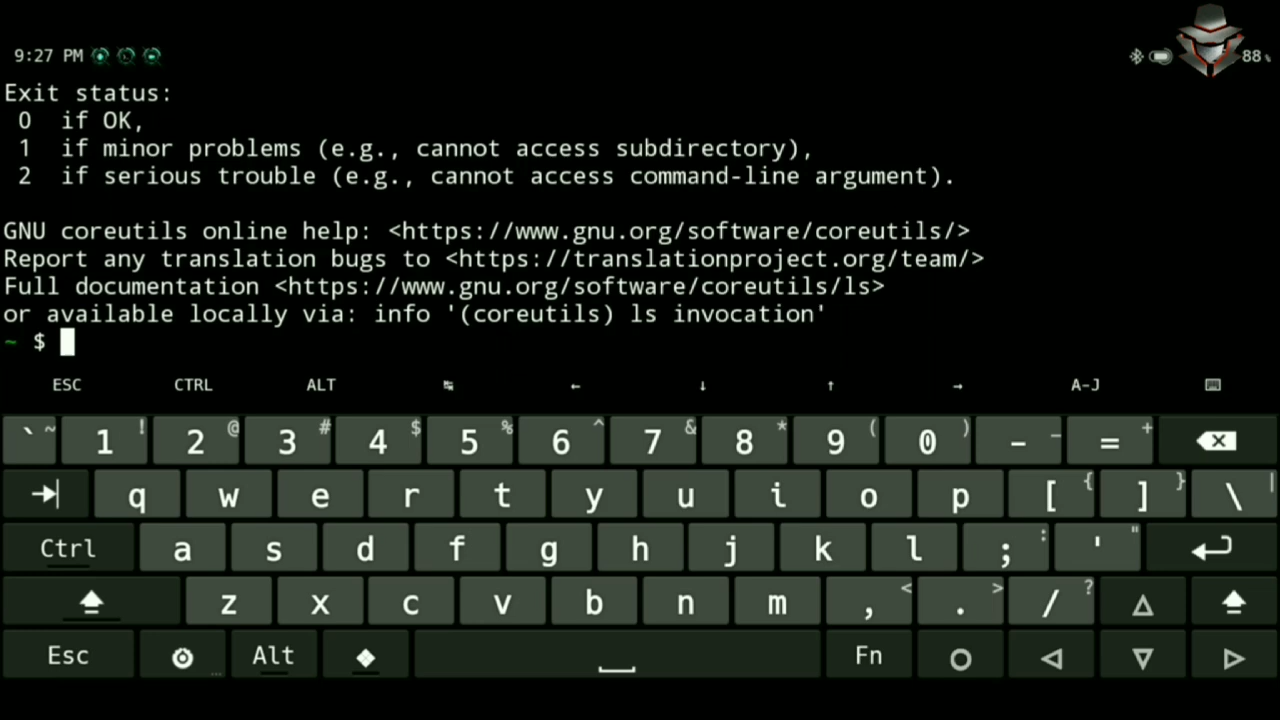 9:27 PM 88%
Exit status:
0 if OK,
1 if minor problems (e.g., cannot access subdirectory),
2 if serious trouble (e.g., cannot access command-line argument).
GNU coreutils online help: <https://www.gnu.org/software/coreutils/>
Report any translation bugs to <https://translationproject.org/team/>
Full documentation <https://www.gnu.org/software/coreutils/ls>
or available locally via: info '(coreutils) ls invocation'
~ $
ESC CTRL ALT ↹ ← ↓ ↑ → A-J ⌨
` ~ 1 ! 2 @ 3 # 4 $ 5 % 6 ^ 7 & 8 * 9 ( 0 ) - _ = +
q w e r t y u i o p [ { ] } \ |
Ctrl a s d f g h j k l ; : ' "
z x c v b n m , < . > / ?
Esc ... Alt Fn